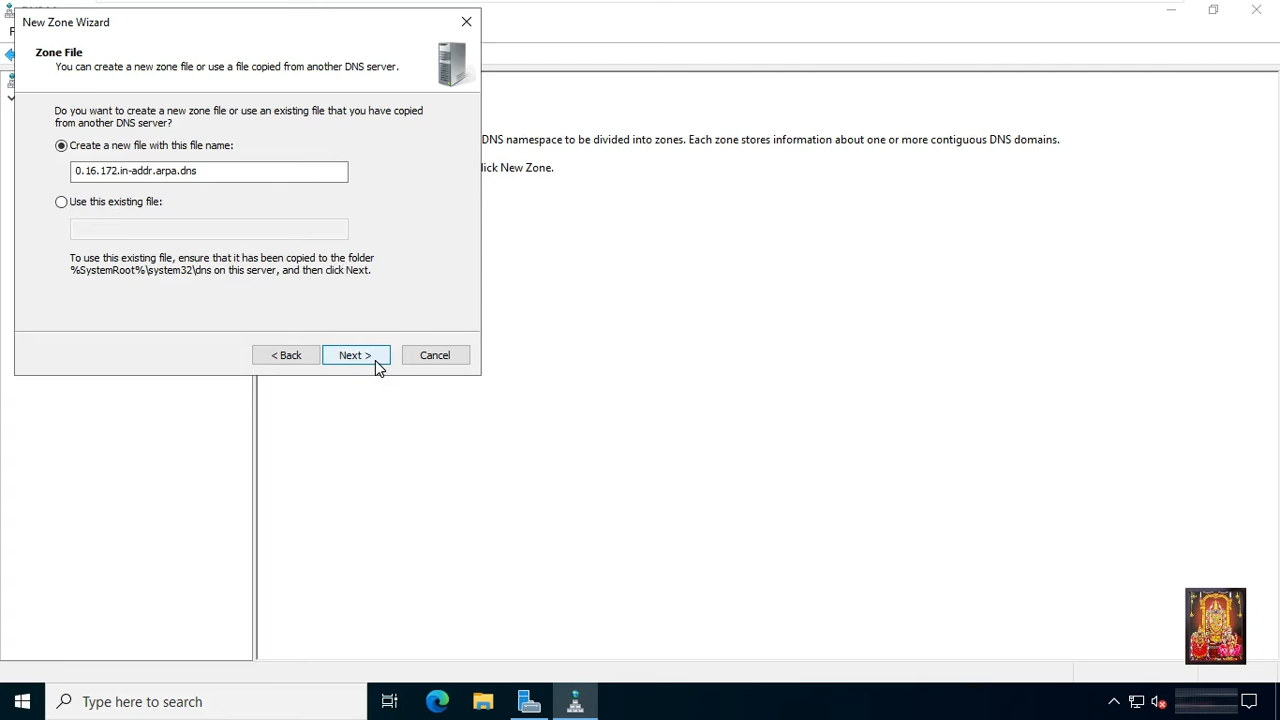 New Zone Wizard
Zone File
You can create a new zone file or use a file copied from another DNS server.
Do you want to create a new zone file or use an existing file that you have copied
from another DNS server?
Create a new file with this file name:
0.16.172.in-addr.arpa.dns
Use this existing file:
To use this existing file, ensure that it has been copied to the folder
%SystemRoot%\system32\dns on this server, and then click Next.
< Back
Next >
Cancel
DNS namespace to be divided into zones. Each zone stores information about one or more contiguous DNS domains.
lick New Zone.
Type here to search